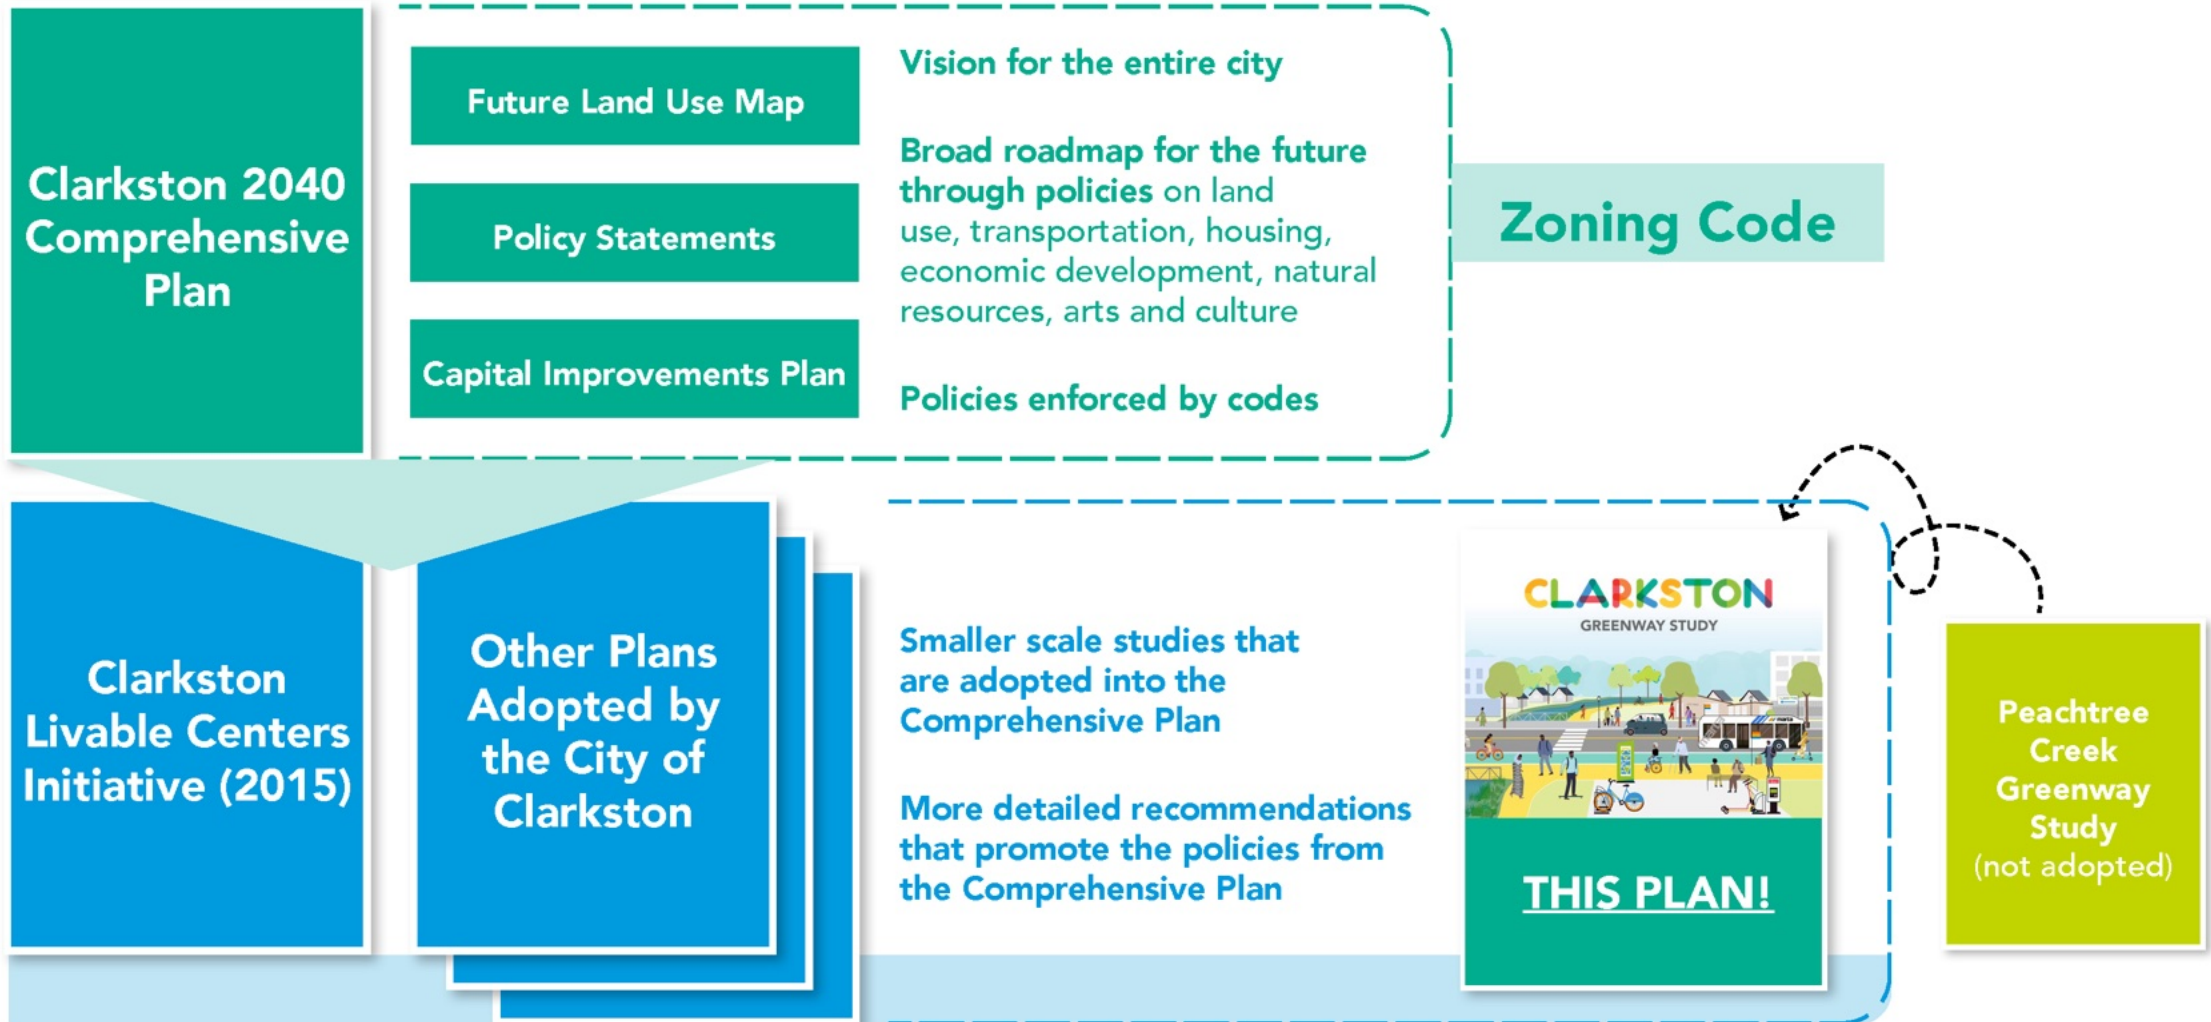 Clarkston 2040
Comprehensive
Plan
Future Land Use Map
Policy Statements
Capital Improvements Plan
Vision for the entire city
Broad roadmap for the future
through policies on land
use, transportation, housing,
economic development, natural
resources, arts and culture
Policies enforced by codes
Zoning Code
Clarkston
Livable Centers
Initiative (2015)
Other Plans
Adopted by
the City of
Clarkston
Smaller scale studies that
are adopted into the
Comprehensive Plan
More detailed recommendations
that promote the policies from
the Comprehensive Plan
CLARKSTON
GREENWAY STUDY
THIS PLAN!
Peachtree
Creek
Greenway
Study
(not adopted)